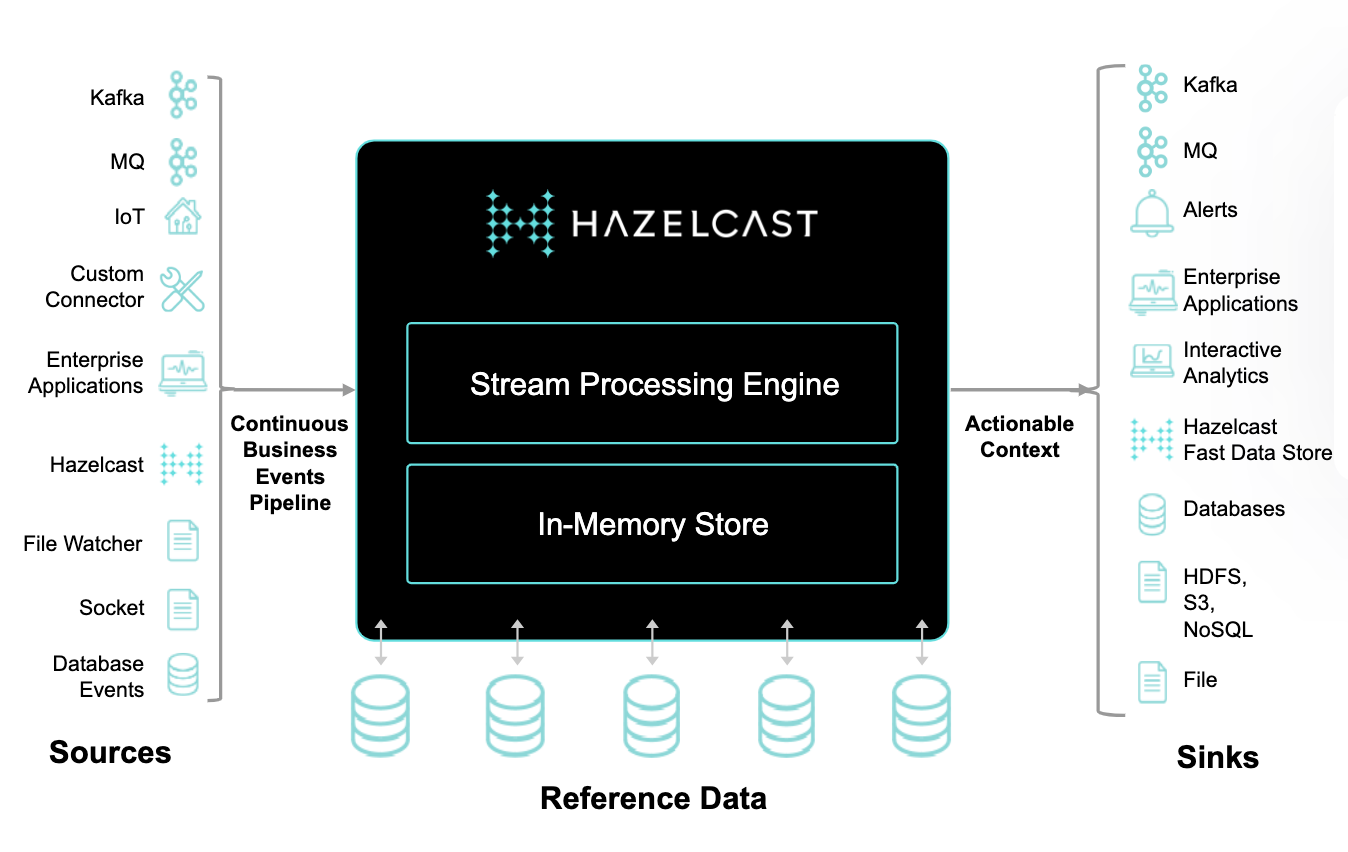 Kafka
MQ
IoT
Custom
Connector
Enterprise
Applications
Hazelcast
File Watcher
Socket
Database
Events
Sources
Continuous
Business
Events
Pipeline
HAZELCAST
Stream Processing Engine
In-Memory Store
Reference Data
Actionable
Context
Kafka
MQ
Alerts
Enterprise
Applications
Interactive
Analytics
Hazelcast
Fast Data Store
Databases
HDFS,
S3,
NoSQL
File
Sinks